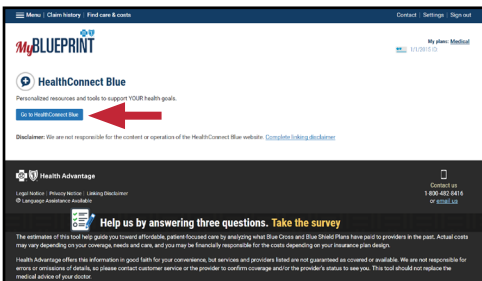 Menu | Claim history | Find care & costs
Contact | Settings | Sign out
MyBLUEPRINT
My plans: Medical
1/1/2015
HealthConnect Blue
Personalized resources and tools to support YOUR health goals.
Go to HealthConnect Blue
Disclaimer: We are not responsible for the content or operation of the HealthConnect Blue website. Complete linking disclaimer
Health Advantage
Legal Notice | Privacy Notice | Linking Disclaimer
Language Assistance Available
Contact us
1-800-482-8416
or email us
Help us by answering three questions. Take the survey
The estimates of this tool help guide you toward affordable, patient-focused care by analyzing what Blue Cross and Blue Shield Plans have paid to providers in the past. Actual costs
may vary depending on your coverage, needs and care, and you may be financially responsible for the costs depending on your insurance plan design.
Health Advantage offers this information in good faith for your convenience, but services and providers listed are not guaranteed as covered or available. We are not responsible for
errors or omissions of details, so please contact customer service or the provider to confirm coverage and/or the provider's status to see you. This tool should not replace the
medical advice of your doctor.